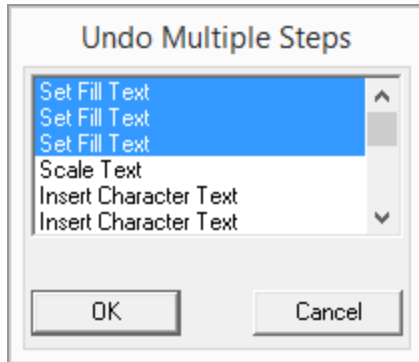 Undo Multiple Steps
Set Fill Text
Set Fill Text
Set Fill Text
Scale Text
Insert Character Text
Insert Character Text
OK Cancel